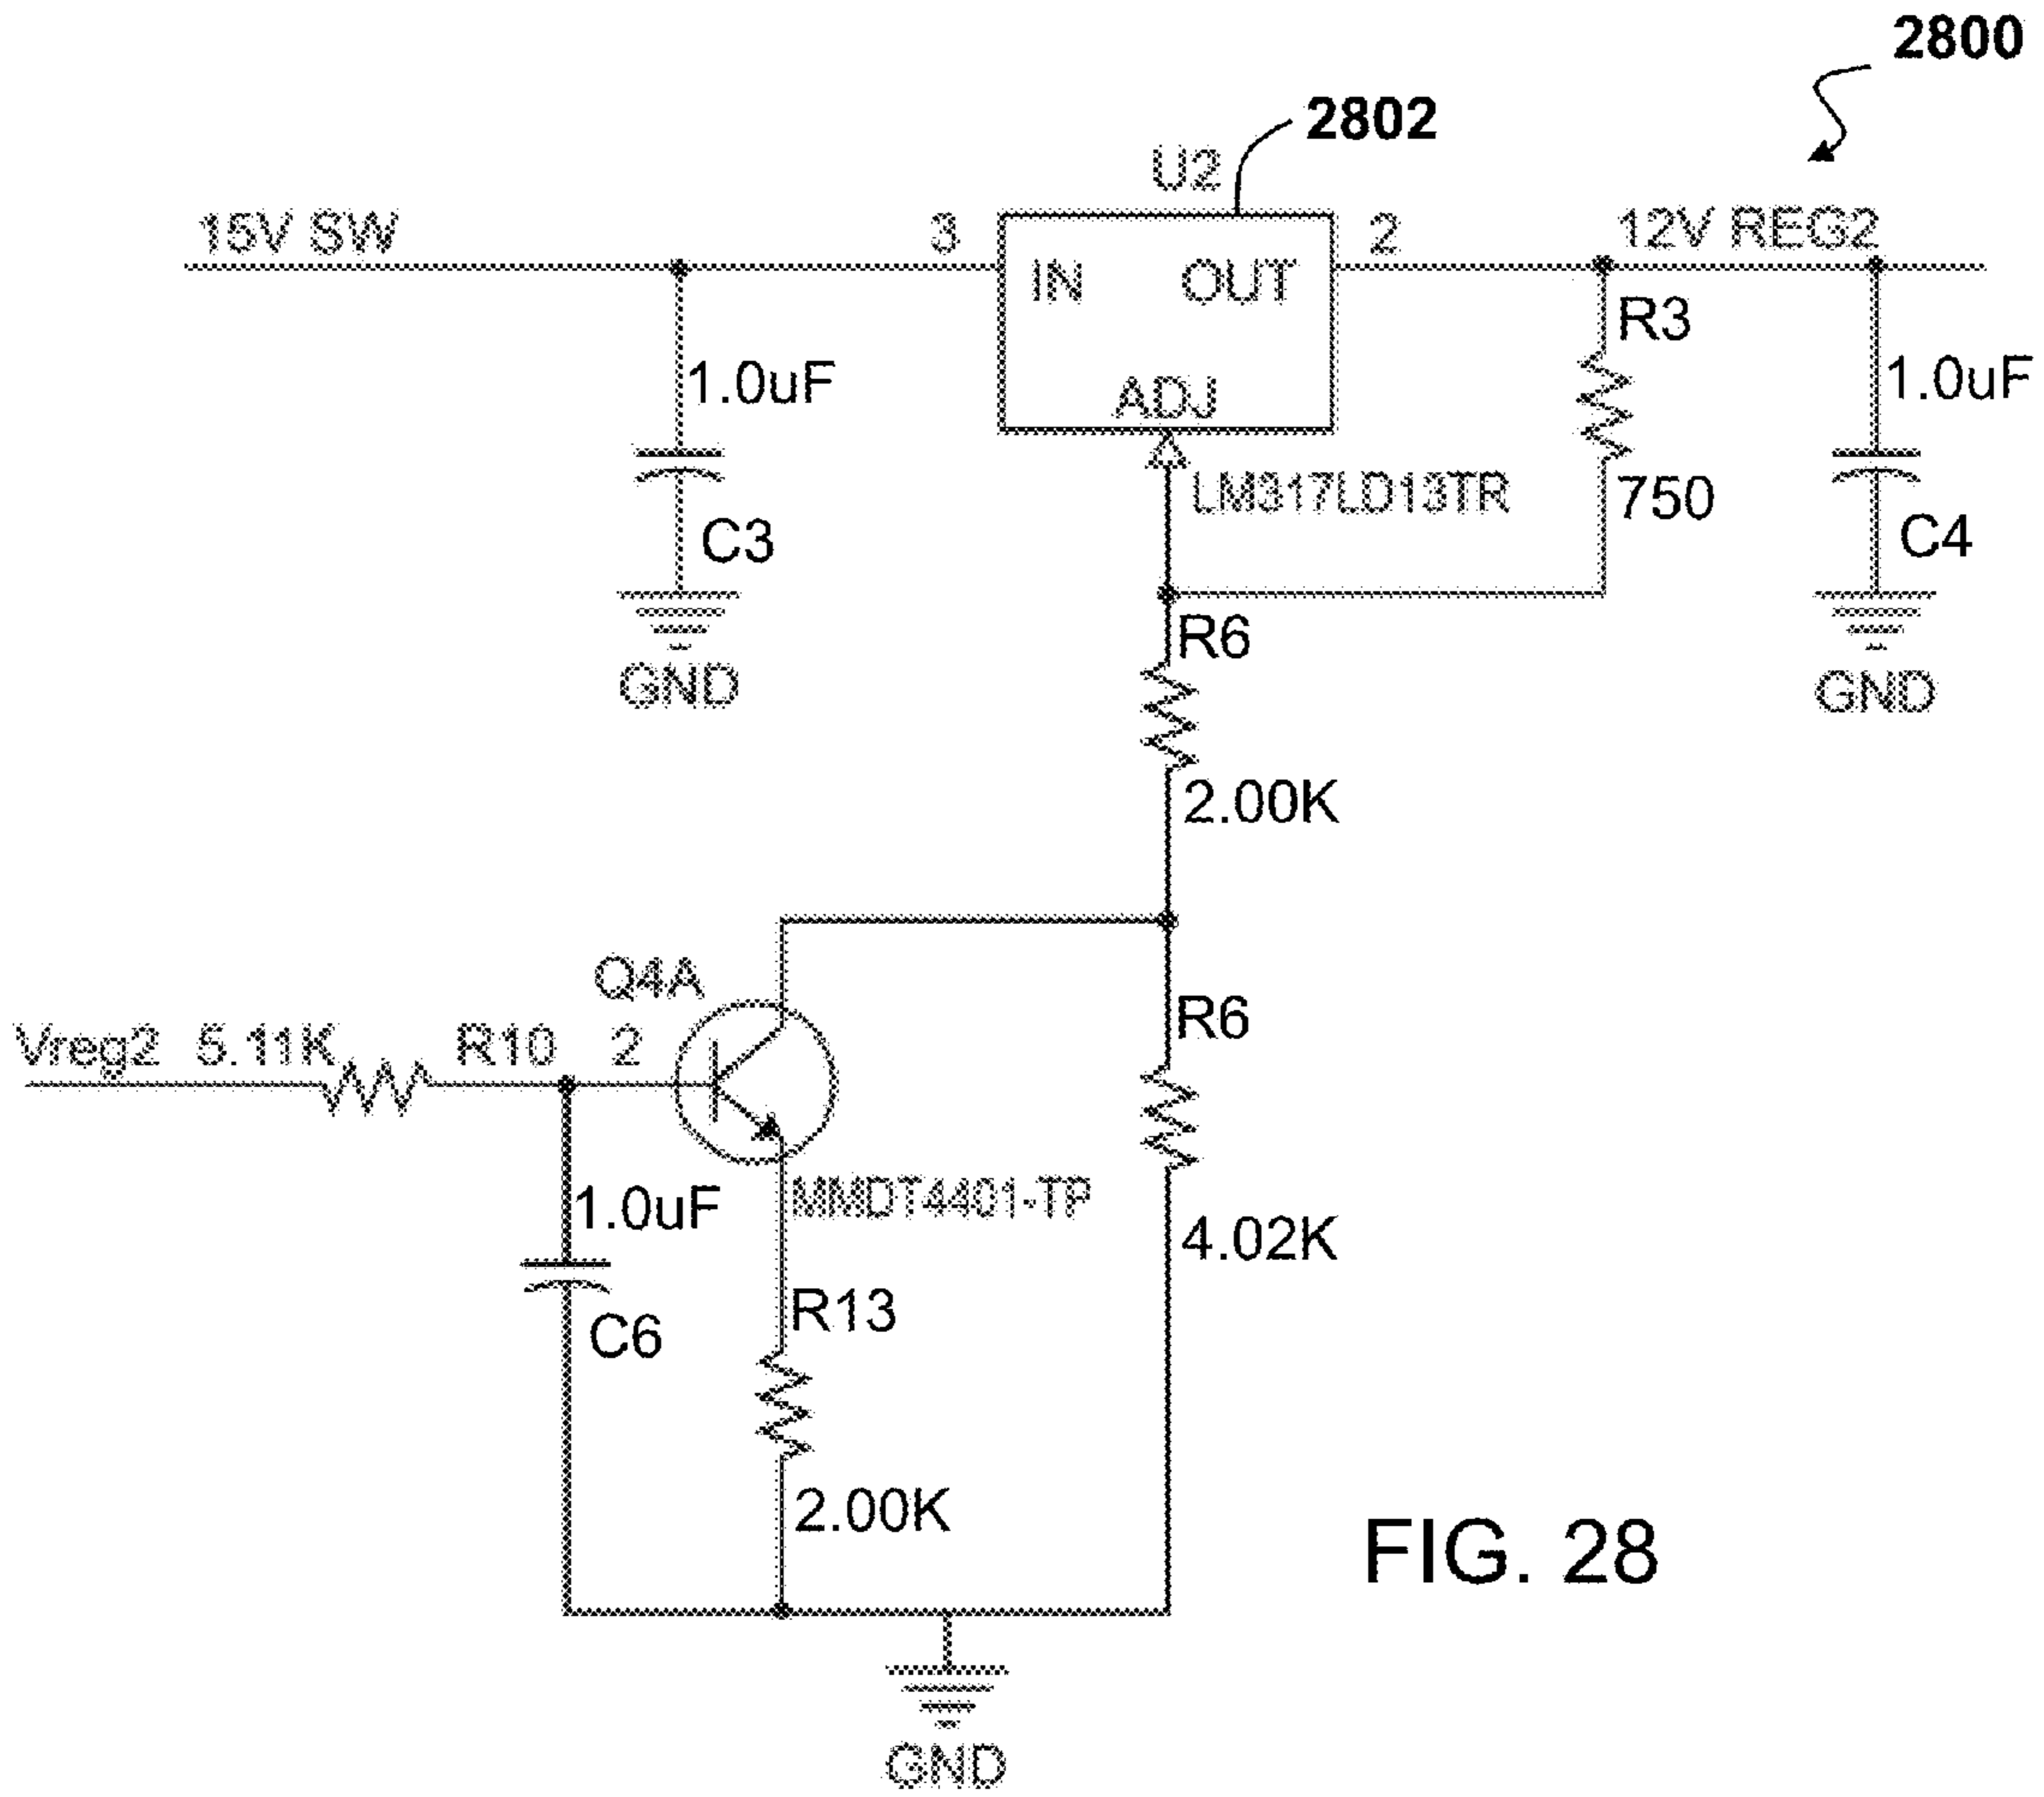 2800
2802
U2
15V SW
3
2
12V REG2
IN
OUT
R3
1.0uF
1.0uF
ADJ
LM317LD13TR
750
C3
C4
R6
GND
GND
2.00K
Q4A
R6
Vreg2
5.11K
R10
2
MMDT4401-TP
1.0uF
4.02K
R13
C6
2.00K
FIG. 28
GND